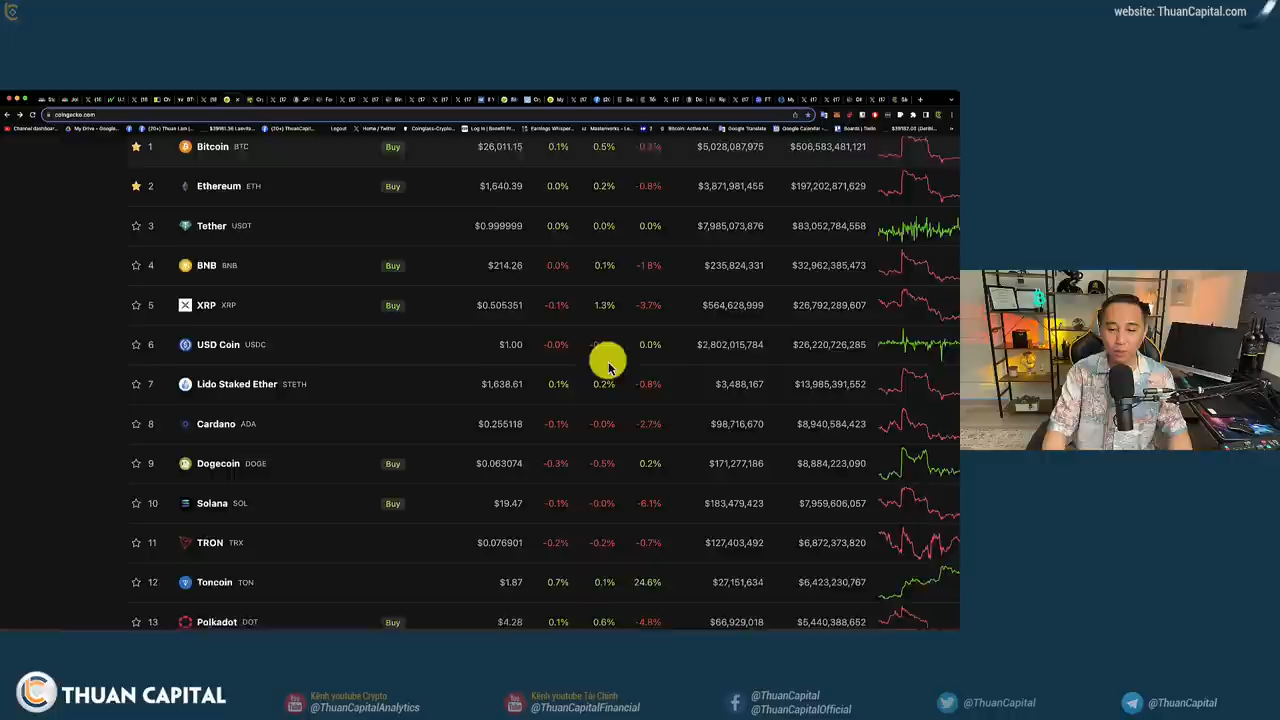 website: ThuanCapital.com
coingecko.com
1 Bitcoin BTC Buy $26,011.15 0.1% 0.5% -0.3% $5,028,087,975 $506,583,481,121
2 Ethereum ETH Buy $1,640.39 0.0% 0.2% -0.8% $3,871,981,455 $197,202,871,629
3 Tether USDT $0.999999 0.0% 0.0% 0.0% $7,985,073,876 $83,052,784,558
4 BNB BNB Buy $214.26 0.0% 0.1% -1.8% $235,824,331 $32,962,385,473
5 XRP XRP Buy $0.505351 -0.1% 1.3% -3.7% $564,628,999 $26,792,289,607
6 USD Coin USDC $1.00 -0.0% 0.0% $2,802,015,784 $26,220,726,285
7 Lido Staked Ether STETH $1,638.61 0.1% 0.2% -0.8% $3,488,167 $13,985,391,552
8 Cardano ADA $0.255118 -0.1% -0.0% -2.7% $98,716,670 $8,940,584,423
9 Dogecoin DOGE Buy $0.063074 -0.3% -0.5% 0.2% $171,277,186 $8,884,223,090
10 Solana SOL Buy $19.47 -0.1% -0.0% -6.1% $183,479,423 $7,959,606,057
11 TRON TRX $0.076901 -0.2% -0.2% -0.7% $127,403,492 $6,872,373,820
12 Toncoin TON $1.87 0.7% 0.1% 24.6% $27,151,634 $6,423,230,767
13 Polkadot DOT Buy $4.28 0.1% 0.6% -4.8% $66,929,018 $5,440,388,652
THUAN CAPITAL
Kênh youtube Crypto
@ThuanCapitalAnalytics
Kênh youtube Tài Chính
@ThuanCapitalFinancial
@ThuanCapital
@ThuanCapitalOfficial
@ThuanCapital
@ThuanCapital